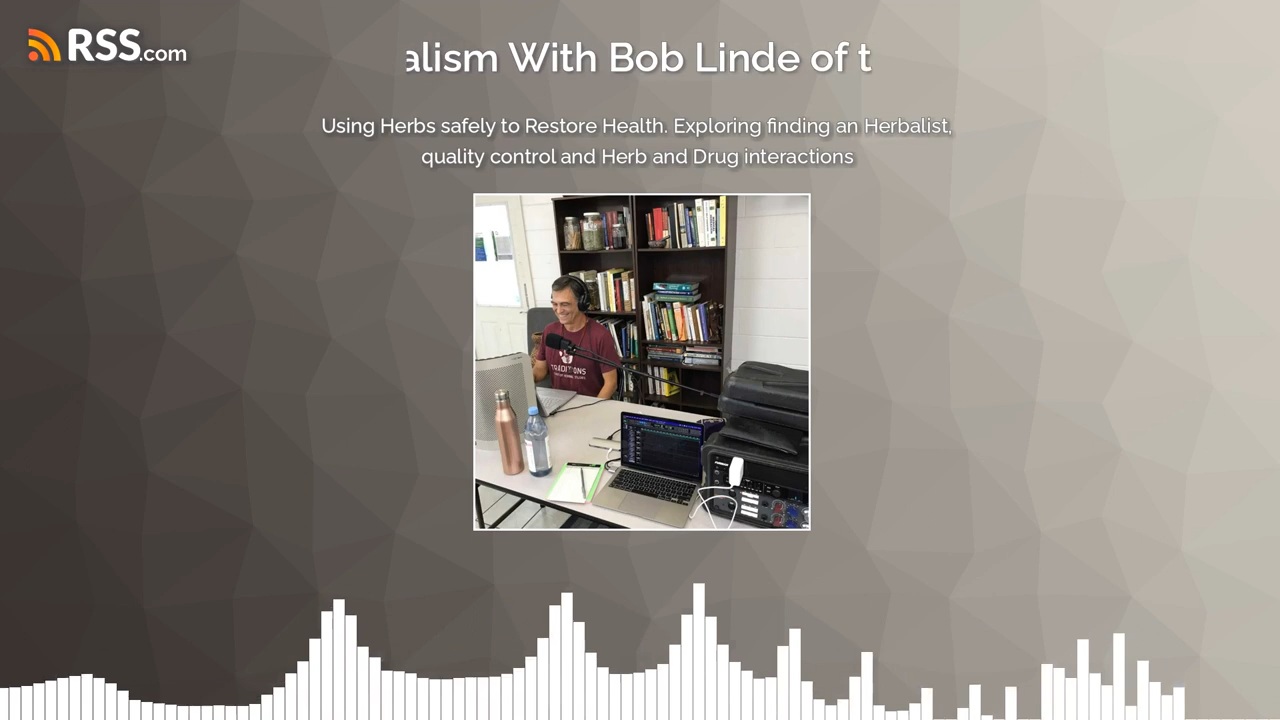 RSS.com
alism With Bob Linde of t
Using Herbs safely to Restore Health. Exploring finding an Herbalist,
quality control and Herb and Drug interactions